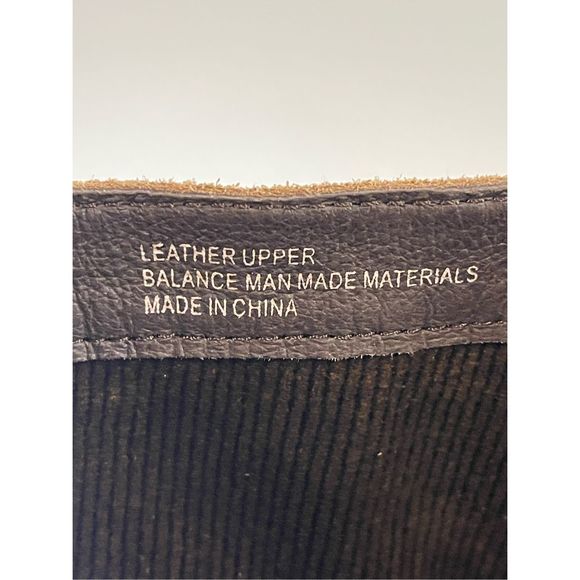 LEATHER UPPER
BALANCE MAN MADE MATERIALS
MADE IN CHINA